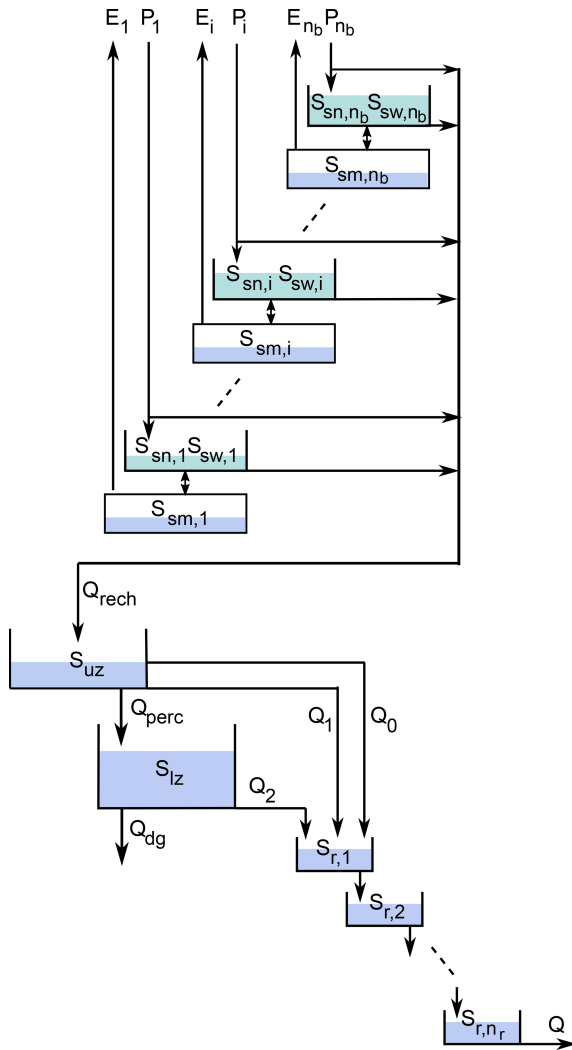 E1 P1 Ei Pi Enb Pnb
Ssn,nb Ssw,nb
Ssm,nb
Ssn,i Ssw,i
Ssm,i
Ssn,1 Ssw,1
Ssm,1
Qrech
Suz
Qperc
Q1 Q0
Slz
Q2
Qdg
Sr,1
Sr,2
Sr,nr Q